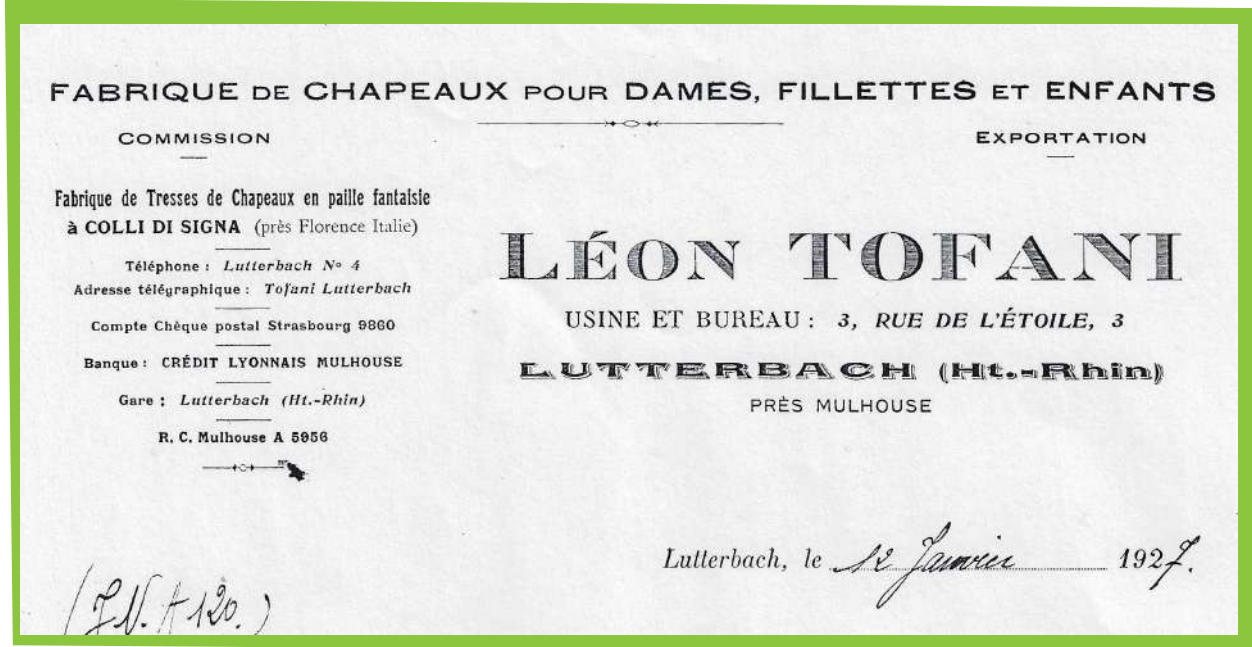 FABRIQUE DE CHAPEAUX POUR DAMES, FILLETTES ET ENFANTS
COMMISSION
EXPORTATION
Fabrique de Tresses de Chapeaux en paille fantaisie
à COLLI DI SIGNA (près Florence Italie)
Téléphone : Lutterbach No 4
Adresse télégraphique : Tofani Lutterbach
Compte Chèque postal Strasbourg 9860
Banque : CRÉDIT LYONNAIS MULHOUSE
Gare : Lutterbach (Ht.-Rhin)
R. C. Mulhouse A 5956
LÉON TOFANI
USINE ET BUREAU : 3, RUE DE L'ÉTOILE, 3
LUTTERBACH (Ht.-Rhin)
PRÈS MULHOUSE
Lutterbach, le 12 Janvier 1927.
A 120.)